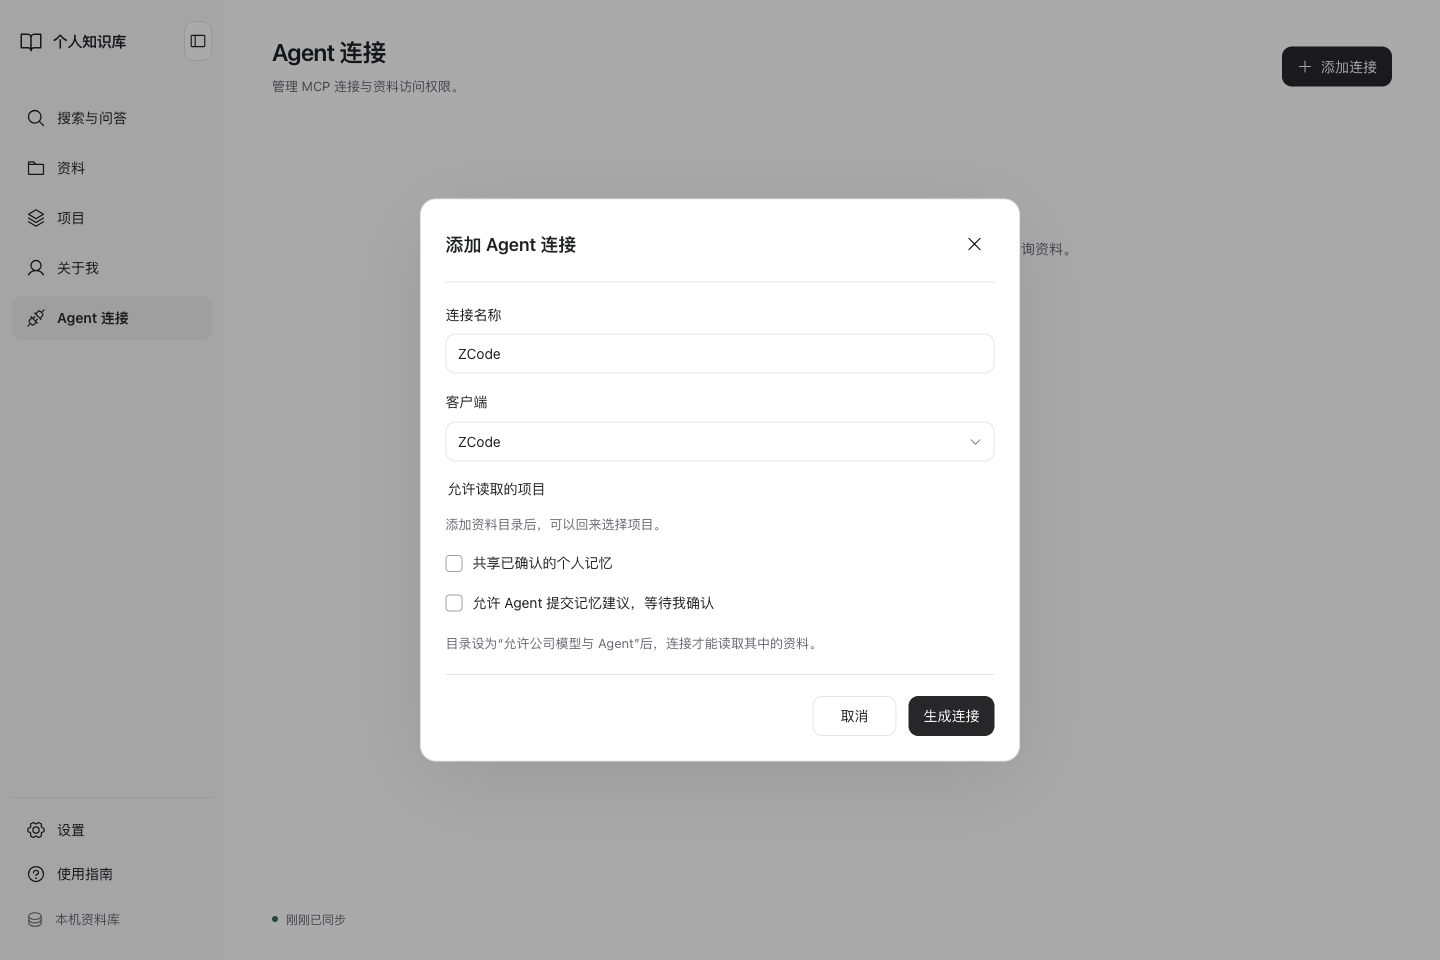 个人知识库
搜索与问答
资料
项目
关于我
Agent 连接
设置
使用指南
本机资料库
Agent 连接
管理 MCP 连接与资料访问权限。
添加连接
询资料。
添加 Agent 连接
连接名称
ZCode
客户端
ZCode
允许读取的项目
添加资料目录后，可以回来选择项目。
共享已确认的个人记忆
允许 Agent 提交记忆建议，等待我确认
目录设为“允许公司模型与 Agent”后，连接才能读取其中的资料。
取消
生成连接
刚刚已同步